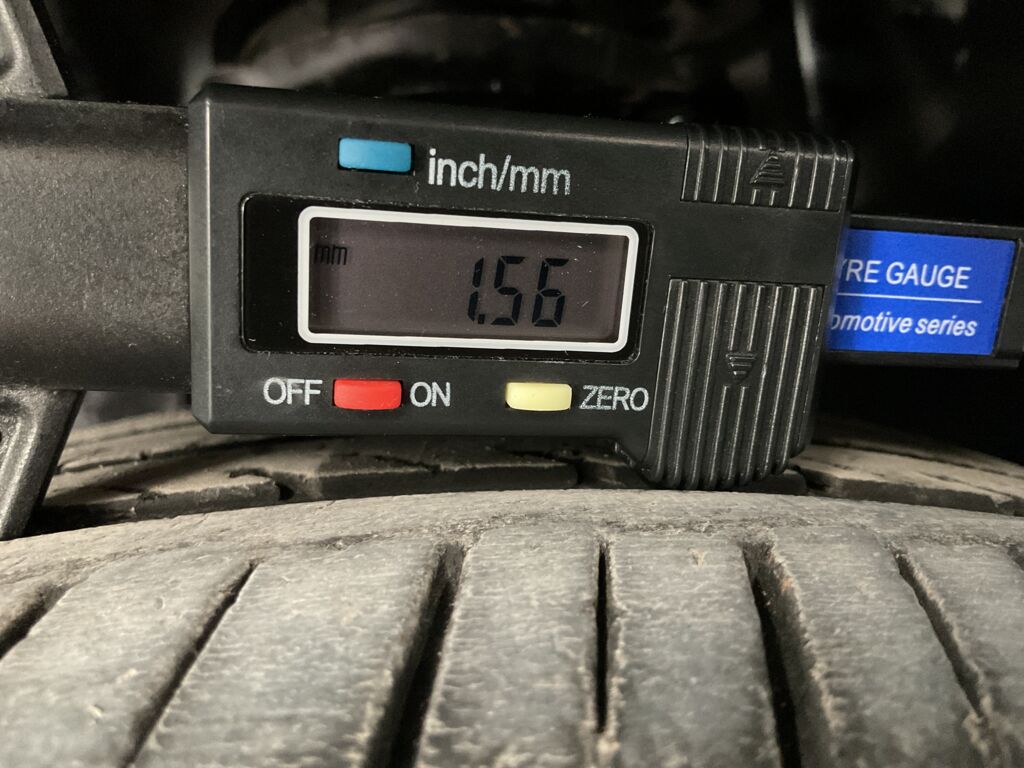 inch/mm
mm
1.56
OFF ON ZERO
YRE GAUGE
omotive series